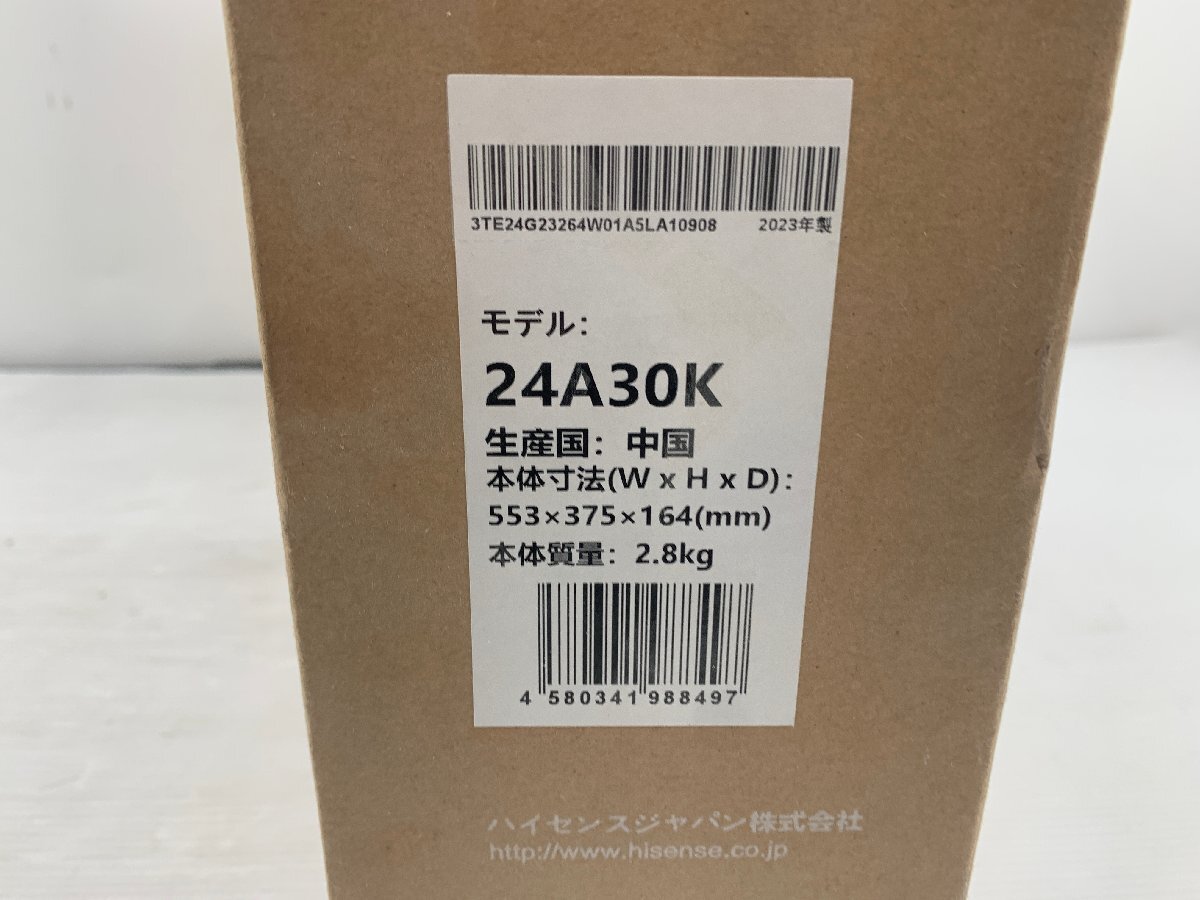 3TE24G23264W01A5LA10908 2023年製
モデル:
24A30K
生産国: 中国
本体寸法(W x H x D):
553×375×164(mm)
本体質量: 2.8kg
4 580341 988497
ハイセンスジャパン株式会社
http://www.hisense.co.jp